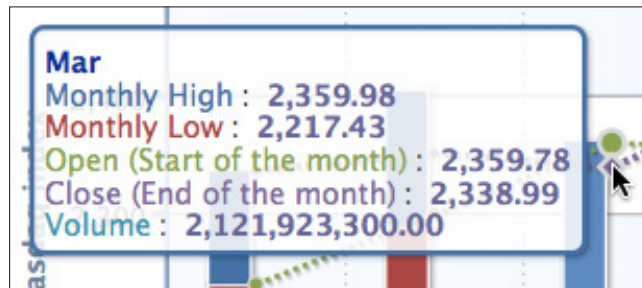 Mar
Monthly High : 2,359.98
Monthly Low : 2,217.43
Open (Start of the month) : 2,359.78
Close (End of the month) : 2,338.99
Volume : 2,121,923,300.00